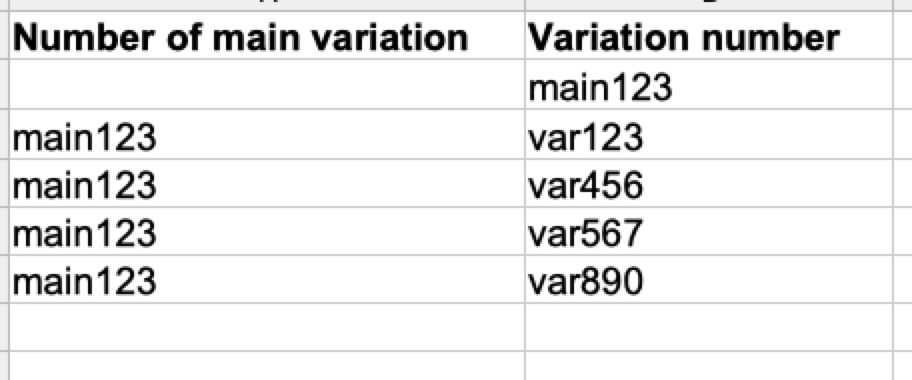 Number of main variation Variation number
main123
main123 var123
main123 var456
main123 var567
main123 var890